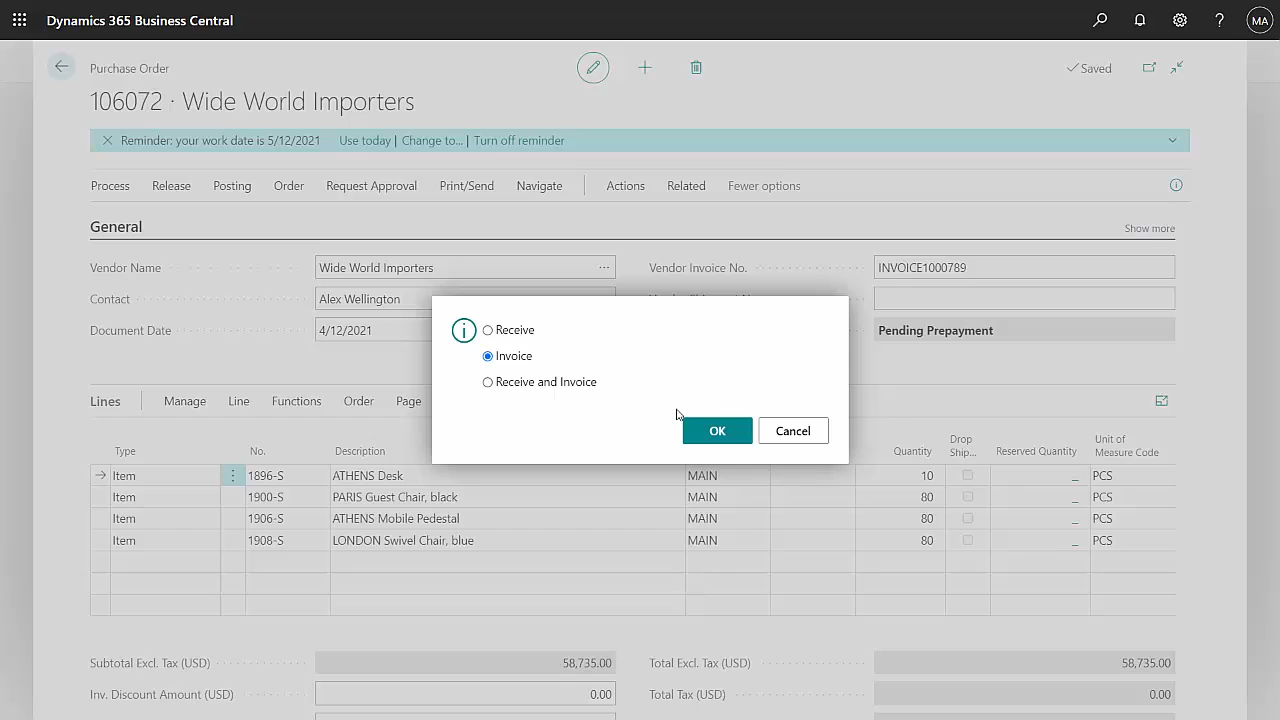 Dynamics 365 Business Central
MA
Purchase Order
Saved
106072 · Wide World Importers
Reminder: your work date is 5/12/2021 Use today | Change to... | Turn off reminder
Process Release Posting Order Request Approval Print/Send Navigate Actions Related Fewer options
General Show more
Vendor Name Wide World Importers ... Vendor Invoice No. INVOICE1000789
Contact Alex Wellington
Document Date 4/12/2021 Pending Prepayment
Receive
Invoice
Receive and Invoice
OK Cancel
Lines Manage Line Functions Order Page
Type No. Description Quantity Drop Ship... Reserved Quantity Unit of Measure Code
Item 1896-S ATHENS Desk MAIN 10 _ PCS
Item 1900-S PARIS Guest Chair, black MAIN 80 _ PCS
Item 1906-S ATHENS Mobile Pedestal MAIN 80 _ PCS
Item 1908-S LONDON Swivel Chair, blue MAIN 80 _ PCS
Subtotal Excl. Tax (USD) 58,735.00 Total Excl. Tax (USD) 58,735.00
Inv. Discount Amount (USD) 0.00 Total Tax (USD) 0.00